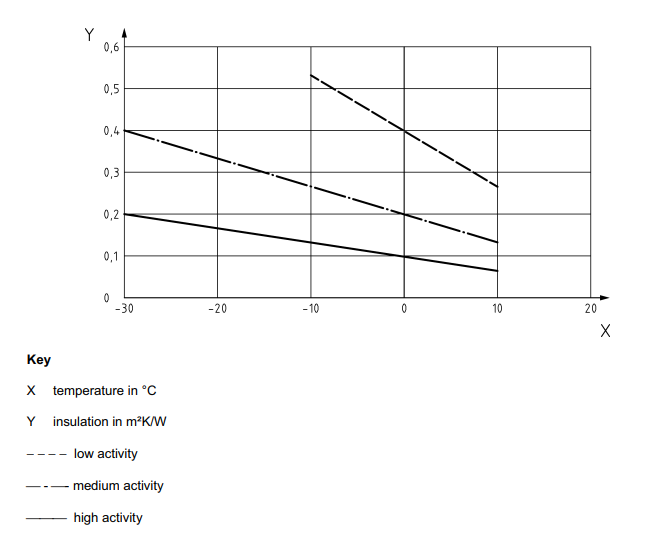 Y
0,6
0,5
0,4
0,3
0,2
0,1
0
-30 -20 -10 0 10 20
X
Key
X temperature in °C
Y insulation in m²K/W
low activity
medium activity
high activity